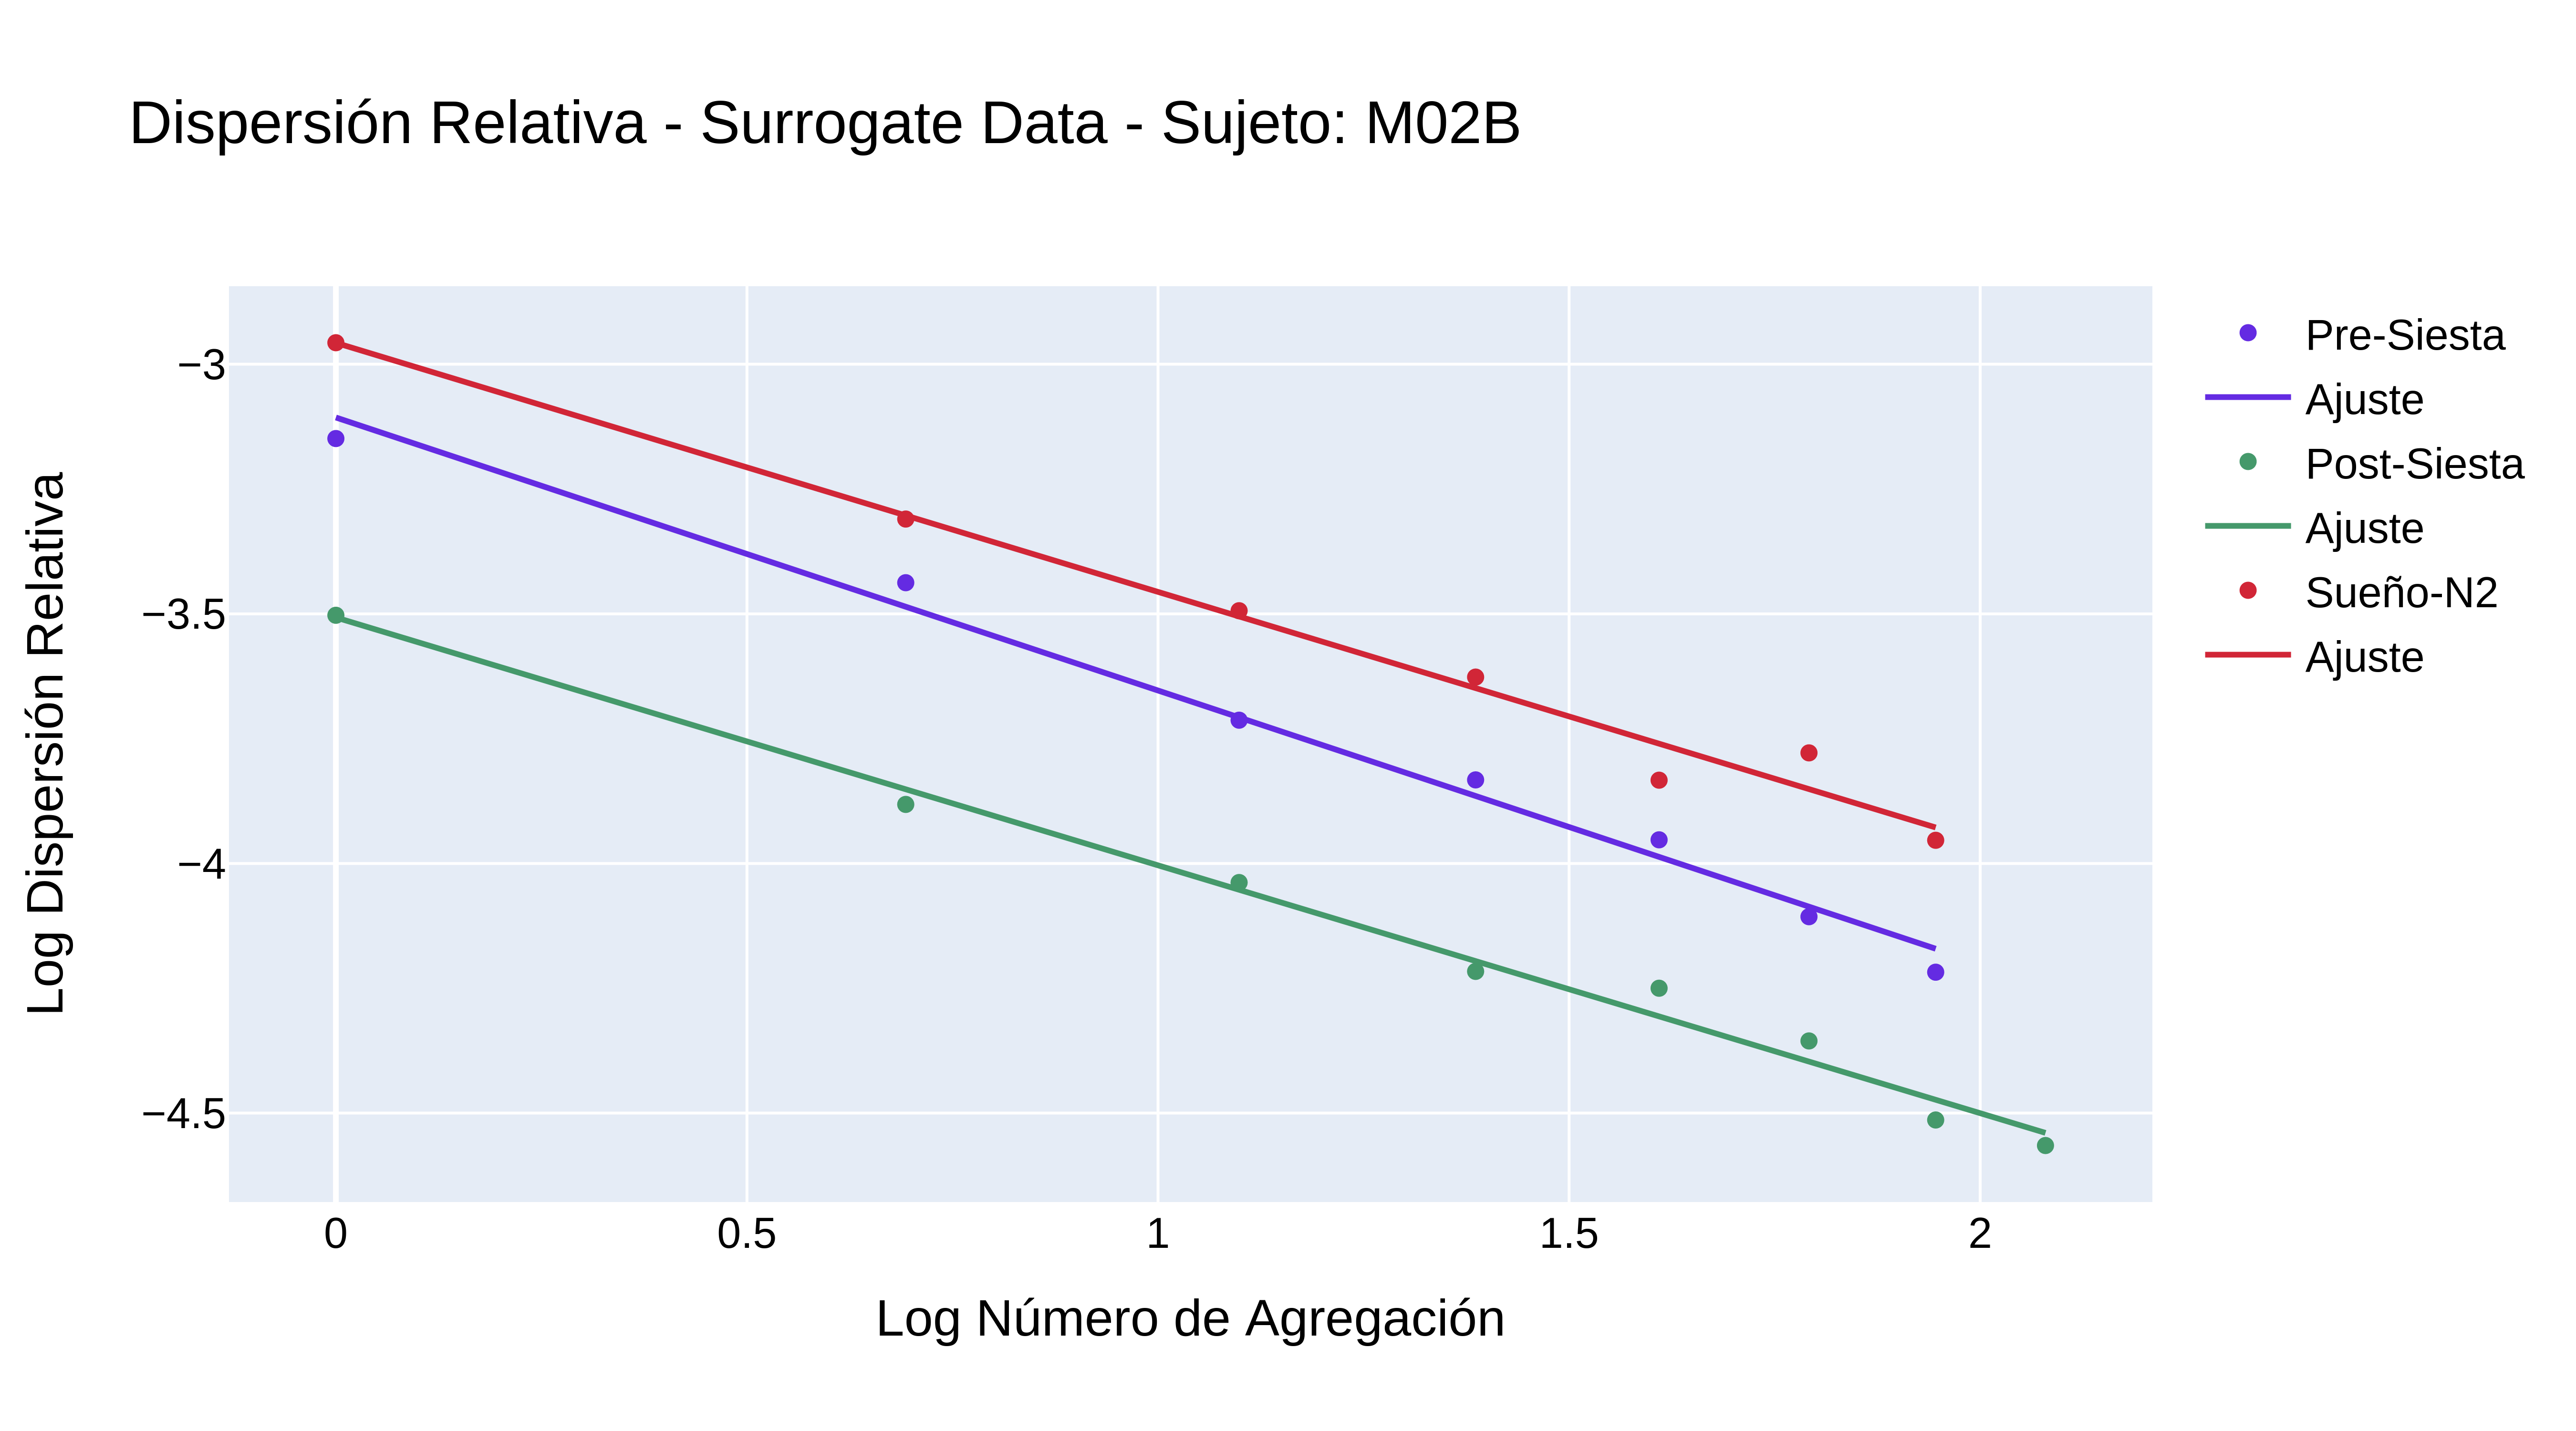 Dispersión Relativa - Surrogate Data - Sujeto: M02B
Log Dispersión Relativa
−3
−3.5
−4
−4.5
0
0.5
1
1.5
2
Log Número de Agregación
Pre-Siesta
Ajuste
Post-Siesta
Ajuste
Sueño-N2
Ajuste